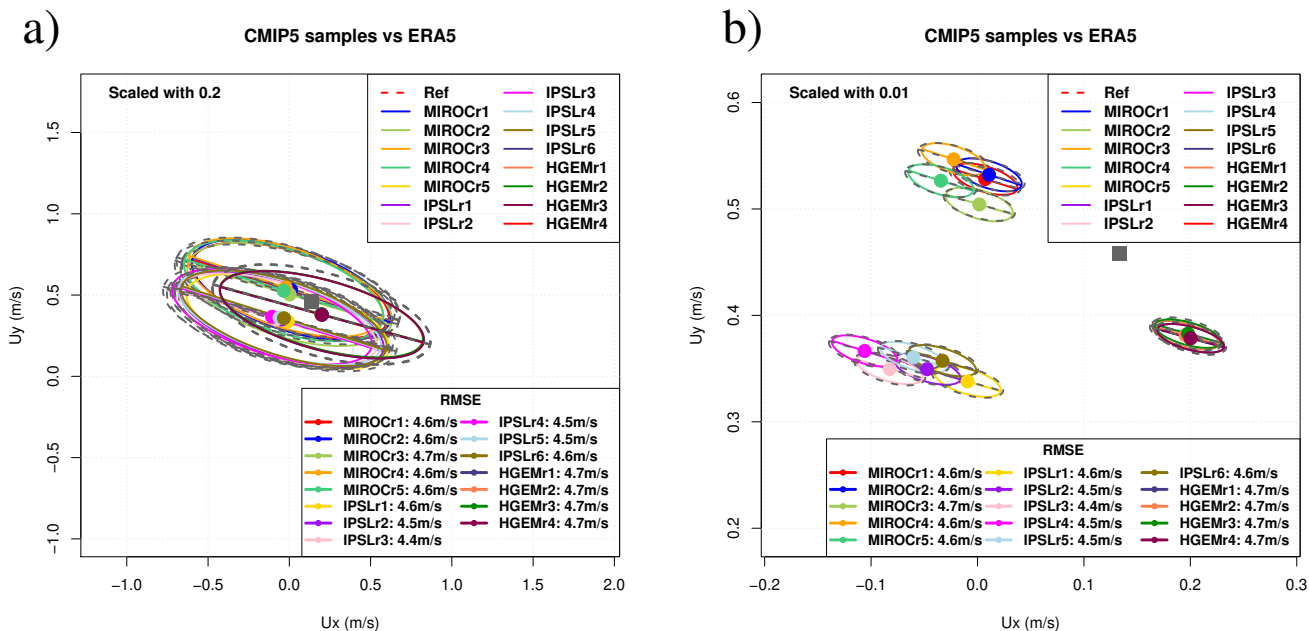 a)
CMIP5 samples vs ERA5
Scaled with 0.2
Ref
MIROCr1
MIROCr2
MIROCr3
MIROCr4
MIROCr5
IPSLr1
IPSLr2
IPSLr3
IPSLr4
IPSLr5
IPSLr6
HGEMr1
HGEMr2
HGEMr3
HGEMr4
1.5
1.0
0.5
0.0
−0.5
−1.0
Uy (m/s)
RMSE
MIROCr1: 4.6m/s
MIROCr2: 4.6m/s
MIROCr3: 4.7m/s
MIROCr4: 4.6m/s
MIROCr5: 4.6m/s
IPSLr1: 4.6m/s
IPSLr2: 4.5m/s
IPSLr3: 4.4m/s
IPSLr4: 4.5m/s
IPSLr5: 4.5m/s
IPSLr6: 4.6m/s
HGEMr1: 4.7m/s
HGEMr2: 4.7m/s
HGEMr3: 4.7m/s
HGEMr4: 4.7m/s
−1.0 −0.5 0.0 0.5 1.0 1.5 2.0
Ux (m/s)
b)
CMIP5 samples vs ERA5
Scaled with 0.01
Ref
MIROCr1
MIROCr2
MIROCr3
MIROCr4
MIROCr5
IPSLr1
IPSLr2
IPSLr3
IPSLr4
IPSLr5
IPSLr6
HGEMr1
HGEMr2
HGEMr3
HGEMr4
0.6
0.5
0.4
0.3
0.2
Uy (m/s)
RMSE
MIROCr1: 4.6m/s
MIROCr2: 4.6m/s
MIROCr3: 4.7m/s
MIROCr4: 4.6m/s
MIROCr5: 4.6m/s
IPSLr1: 4.6m/s
IPSLr2: 4.5m/s
IPSLr3: 4.4m/s
IPSLr4: 4.5m/s
IPSLr5: 4.5m/s
IPSLr6: 4.6m/s
HGEMr1: 4.7m/s
HGEMr2: 4.7m/s
HGEMr3: 4.7m/s
HGEMr4: 4.7m/s
−0.2 −0.1 0.0 0.1 0.2 0.3
Ux (m/s)